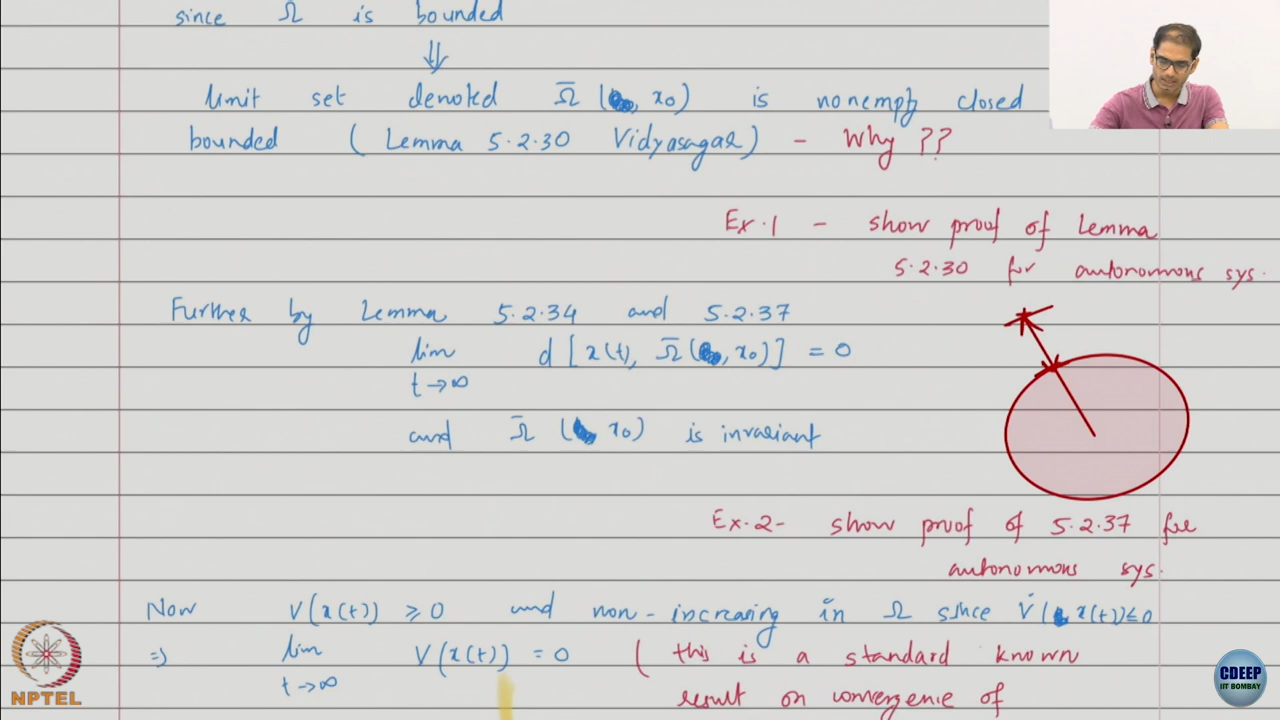 since Ω is bounded
⇓
limit set denoted Ω̄ ( , x₀) is nonempty closed
bounded ( Lemma 5.2.30 Vidyasagar) - Why ??
Ex.1 - show proof of Lemma
5.2.30 for autonomous sys.
Further by Lemma 5.2.34 and 5.2.37
lim d [ x(t), Ω̄ ( , x₀)] = 0
t → ∞
and Ω̄ ( x₀) is invariant
Ex.2- show proof of 5.2.37 for
autonomous sys.
Now V(x(t)) ≥ 0 and non-increasing in Ω since V̇( x(t)) ≤ 0
⇒ lim V(x(t)) = 0 ( this is a standard known
t → ∞
result on convergenie of
NPTEL
CDEEP
IIT BOMBAY